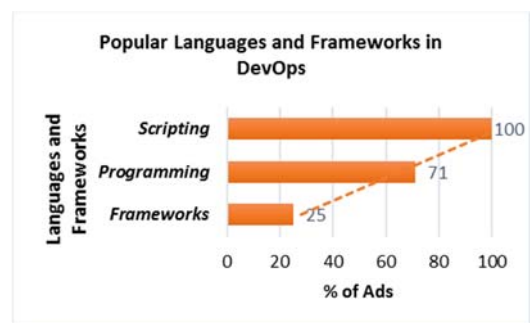 Popular Languages and Frameworks in
DevOps
Languages and
Frameworks
Scripting
100
Programming
71
Frameworks
25
0 20 40 60 80 100
% of Ads